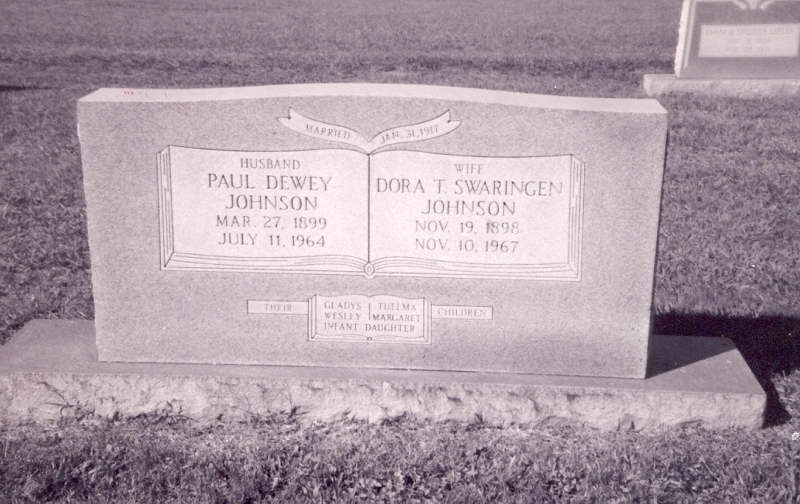 MARRIED JAN. 31, 1917
HUSBAND
PAUL DEWEY
JOHNSON
MAR. 27, 1899
JULY 11, 1964
WIFE
DORA T. SWARINGEN
JOHNSON
NOV. 19, 1898
NOV. 10, 1967
THEIR
GLADYS THELMA
WESLEY MARGARET
INFANT DAUGHTER
CHILDREN